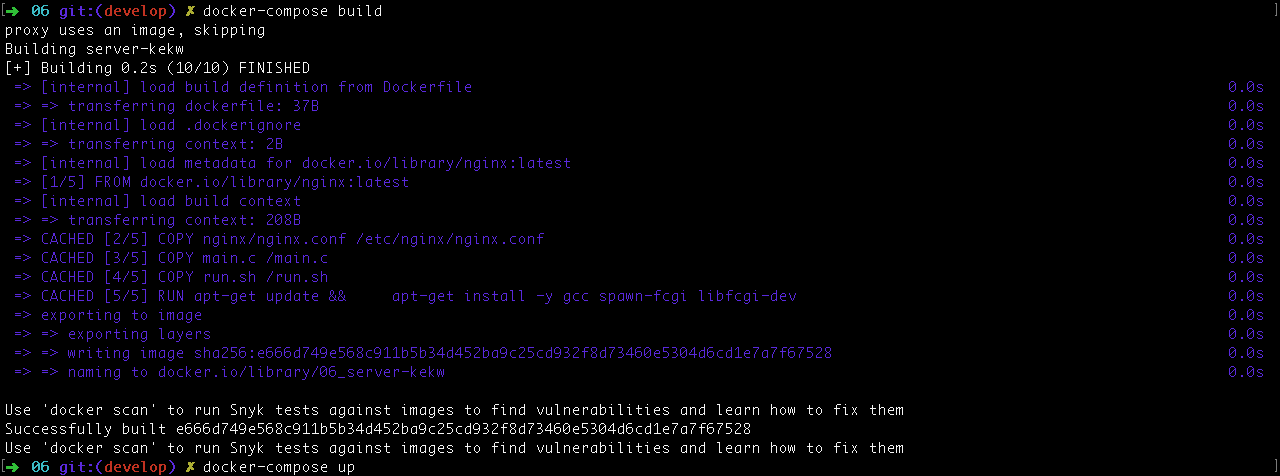 [➜ 06 git:(develop) ✗ docker-compose build ]
proxy uses an image, skipping
Building server-kekw
[+] Building 0.2s (10/10) FINISHED
=> [internal] load build definition from Dockerfile 0.0s
=> => transferring dockerfile: 37B 0.0s
=> [internal] load .dockerignore 0.0s
=> => transferring context: 2B 0.0s
=> [internal] load metadata for docker.io/library/nginx:latest 0.0s
=> [1/5] FROM docker.io/library/nginx:latest 0.0s
=> [internal] load build context 0.0s
=> => transferring context: 208B 0.0s
=> CACHED [2/5] COPY nginx/nginx.conf /etc/nginx/nginx.conf 0.0s
=> CACHED [3/5] COPY main.c /main.c 0.0s
=> CACHED [4/5] COPY run.sh /run.sh 0.0s
=> CACHED [5/5] RUN apt-get update &&     apt-get install -y gcc spawn-fcgi libfcgi-dev 0.0s
=> exporting to image 0.0s
=> => exporting layers 0.0s
=> => writing image sha256:e666d749e568c911b5b34d452ba9c25cd932f8d73460e5304d6cd1e7a7f67528 0.0s
=> => naming to docker.io/library/06_server-kekw 0.0s
Use 'docker scan' to run Snyk tests against images to find vulnerabilities and learn how to fix them
Successfully built e666d749e568c911b5b34d452ba9c25cd932f8d73460e5304d6cd1e7a7f67528
Use 'docker scan' to run Snyk tests against images to find vulnerabilities and learn how to fix them
[➜ 06 git:(develop) ✗ docker-compose up ]